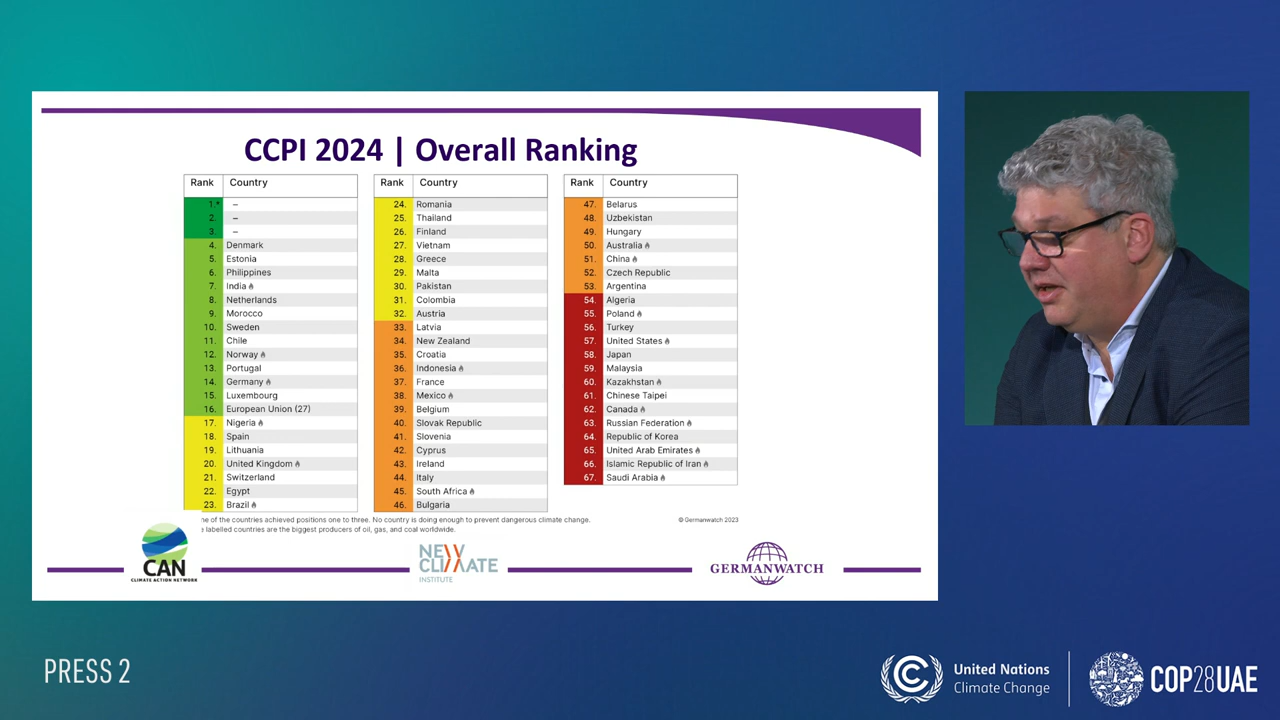 CCPI 2024 | Overall Ranking
Rank Country
1.* –
2. –
3. –
4. Denmark
5. Estonia
6. Philippines
7. India
8. Netherlands
9. Morocco
10. Sweden
11. Chile
12. Norway
13. Portugal
14. Germany
15. Luxembourg
16. European Union (27)
17. Nigeria
18. Spain
19. Lithuania
20. United Kingdom
21. Switzerland
22. Egypt
23. Brazil
Rank Country
24. Romania
25. Thailand
26. Finland
27. Vietnam
28. Greece
29. Malta
30. Pakistan
31. Colombia
32. Austria
33. Latvia
34. New Zealand
35. Croatia
36. Indonesia
37. France
38. Mexico
39. Belgium
40. Slovak Republic
41. Slovenia
42. Cyprus
43. Ireland
44. Italy
45. South Africa
46. Bulgaria
Rank Country
47. Belarus
48. Uzbekistan
49. Hungary
50. Australia
51. China
52. Czech Republic
53. Argentina
54. Algeria
55. Poland
56. Turkey
57. United States
58. Japan
59. Malaysia
60. Kazakhstan
61. Chinese Taipei
62. Canada
63. Russian Federation
64. Republic of Korea
65. United Arab Emirates
66. Islamic Republic of Iran
67. Saudi Arabia
ne of the countries achieved positions one to three. No country is doing enough to prevent dangerous climate change.
e labelled countries are the biggest producers of oil, gas, and coal worldwide.
© Germanwatch 2023
CAN
CLIMATE ACTION NETWORK
NEW
CLIMATE
INSTITUTE
GERMANWATCH
PRESS 2
United Nations
Climate Change
COP28UAE